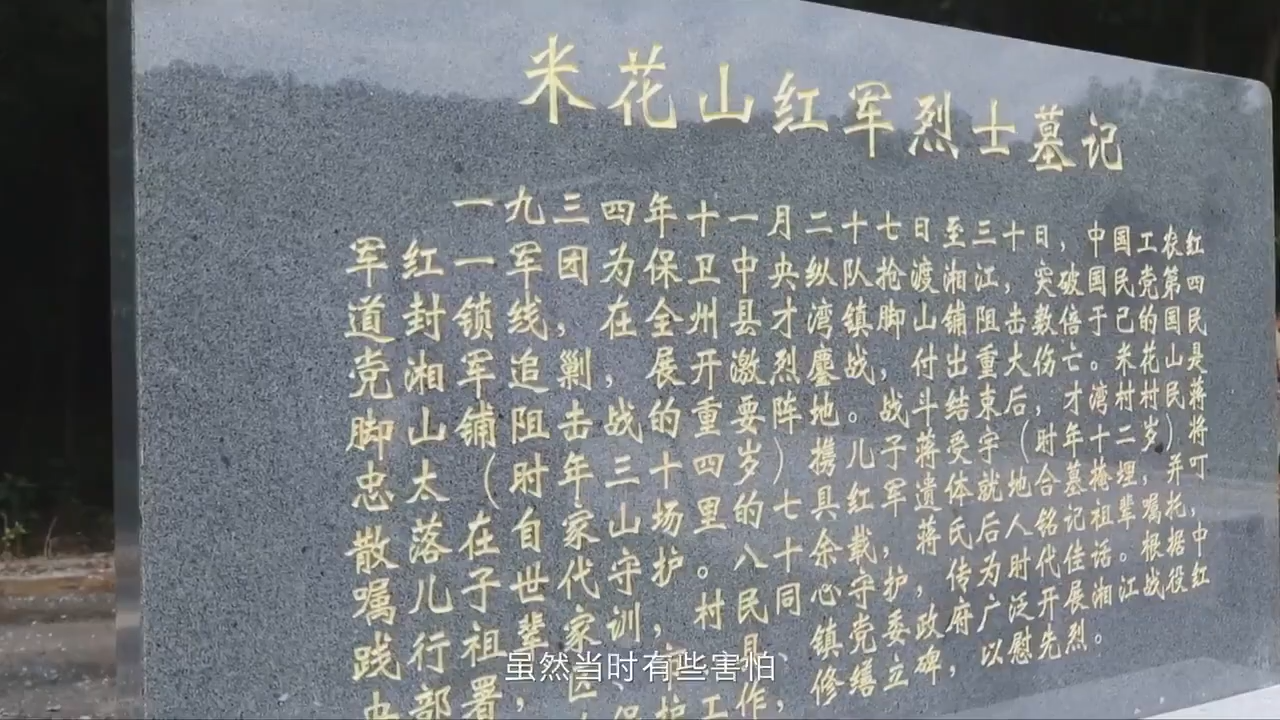 米花山红军烈士墓记
一九三四年十一月二十七日至三十日，中国工农红
军红一军团为保卫中央纵队抢渡湘江，突破国民党第四
道封锁线，在全州县才湾镇脚山铺阻击数倍于己的国民
党湘军追剿，展开激烈鏖战，付出重大伤亡。米花山是
脚山铺阻击战的重要阵地。战斗结束后，才湾村村民蒋
忠太（时年三十四岁）携儿子蒋受宇（时年十二岁）将
散落在自家山场里的七具红军遗体就地合墓掩埋，并叮
嘱儿子世代守护。八十余载，蒋氏后人铭记祖辈嘱托，
践行祖辈家训，村民同心守护，传为时代佳话。根据中
央部署，区、市、县、镇党委政府广泛开展湘江战役红
保护工作，修缮立碑，以慰先烈。
虽然当时有些害怕